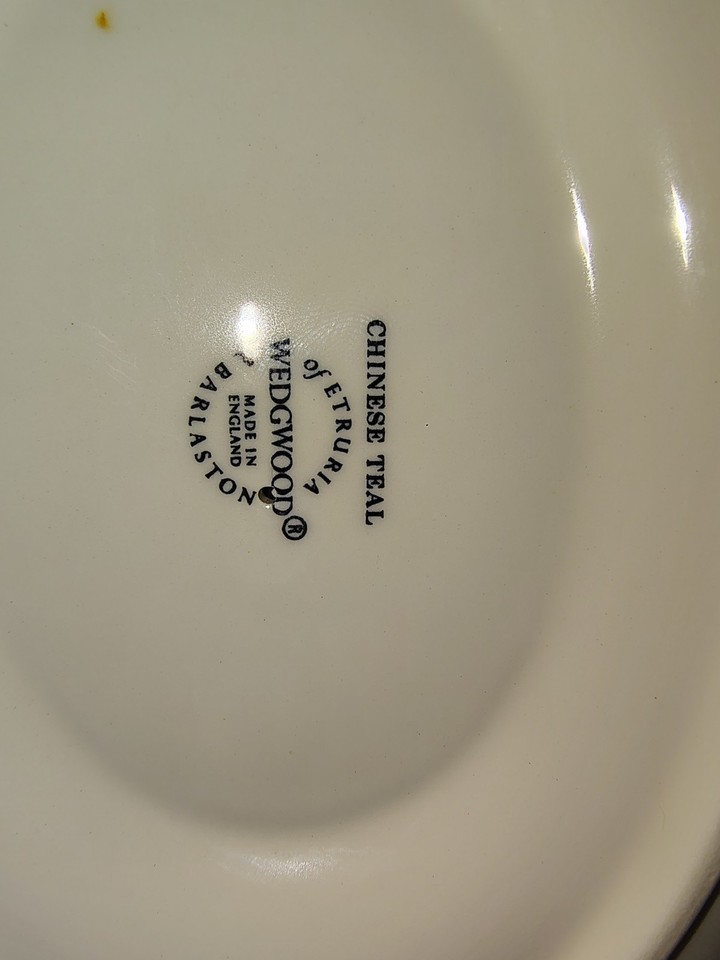 CHINESE TEAL
of ETRURIA
WEDGWOOD®
MADE IN
ENGLAND
& BARLASTON